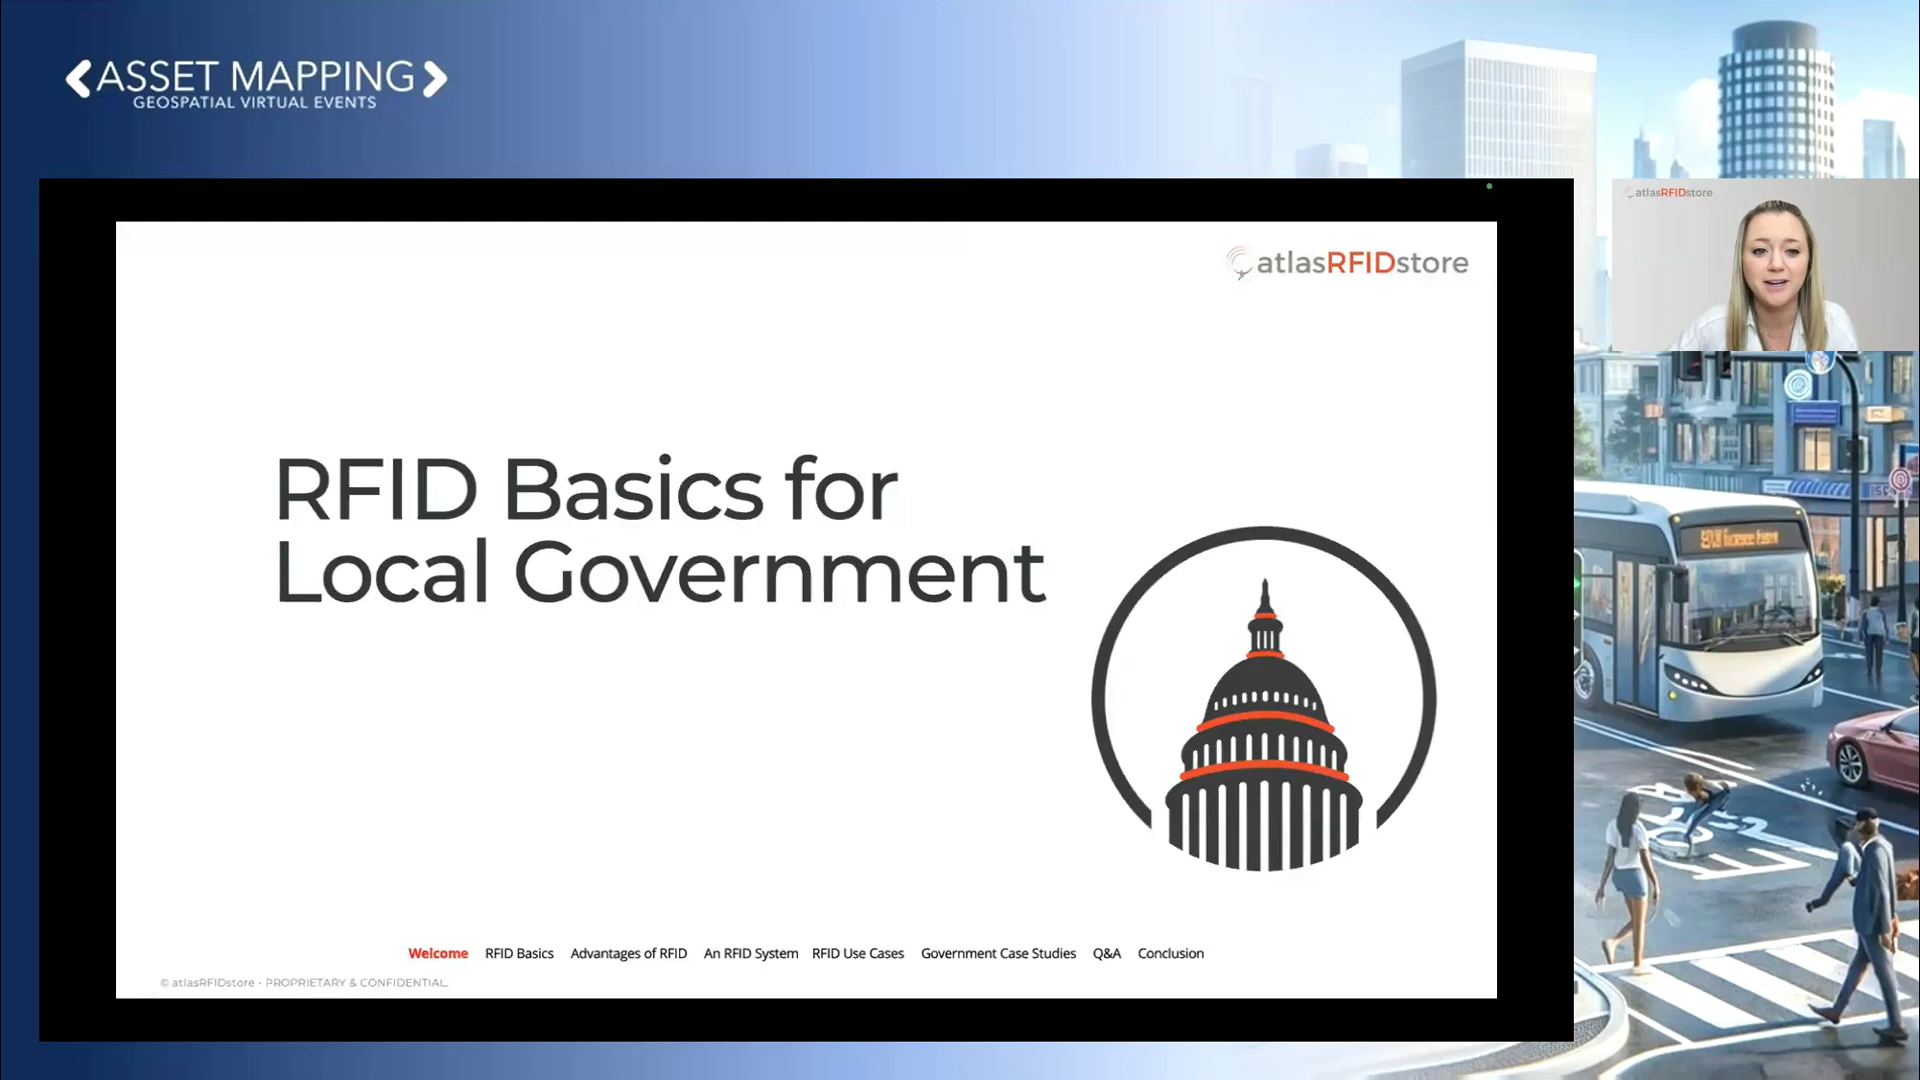 ASSET MAPPING
GEOSPATIAL VIRTUAL EVENTS
atlasRFIDstore
atlasRFIDstore
RFID Basics for
Local Government
Welcome RFID Basics Advantages of RFID An RFID System RFID Use Cases Government Case Studies Q&A Conclusion
© atlasRFIDstore · PROPRIETARY & CONFIDENTIAL.